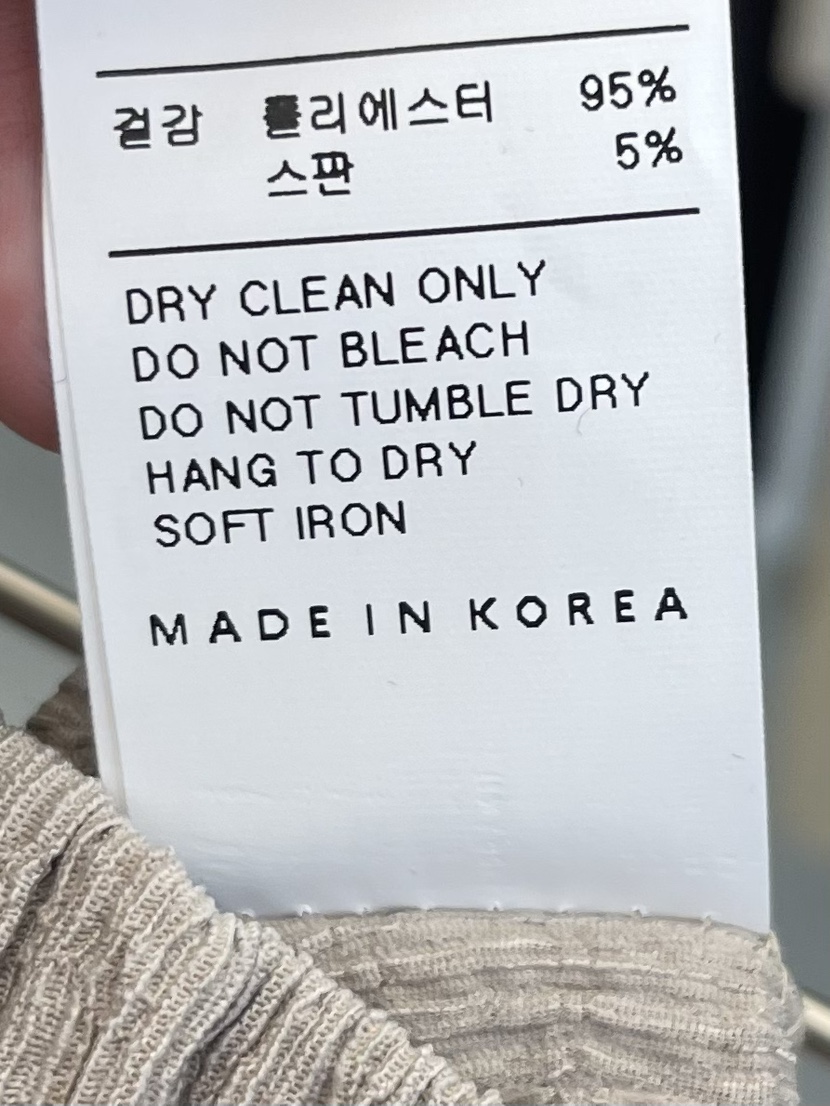 겉감 폴리에스터 95%
스판 5%
DRY CLEAN ONLY
DO NOT BLEACH
DO NOT TUMBLE DRY
HANG TO DRY
SOFT IRON
MADE IN KOREA